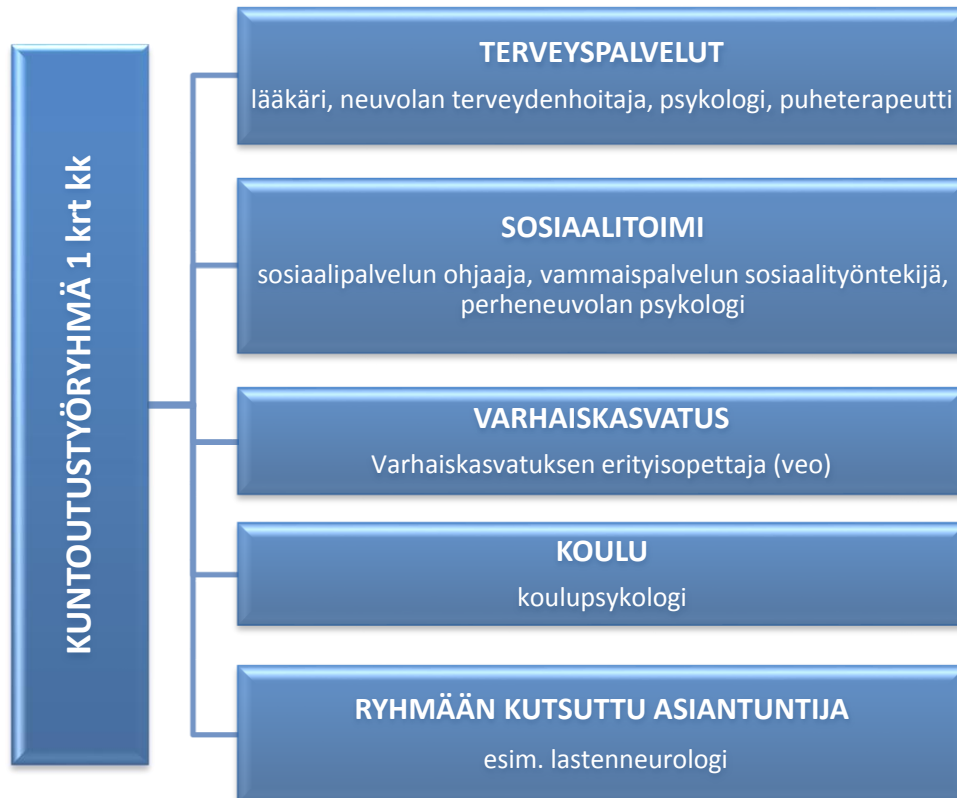 KUNTOUTUSTYÖRYHMÄ 1 krt kk
TERVEYSPALVELUT
lääkäri, neuvolan terveydenhoitaja, psykologi, puheterapeutti
SOSIAALITOIMI
sosiaalipalvelun ohjaaja, vammaispalvelun sosiaalityöntekijä,
perheneuvolan psykologi
VARHAISKASVATUS
Varhaiskasvatuksen erityisopettaja (veo)
KOULU
koulupsykologi
RYHMÄÄN KUTSUTTU ASIANTUNTIJA
esim. lastenneurologi